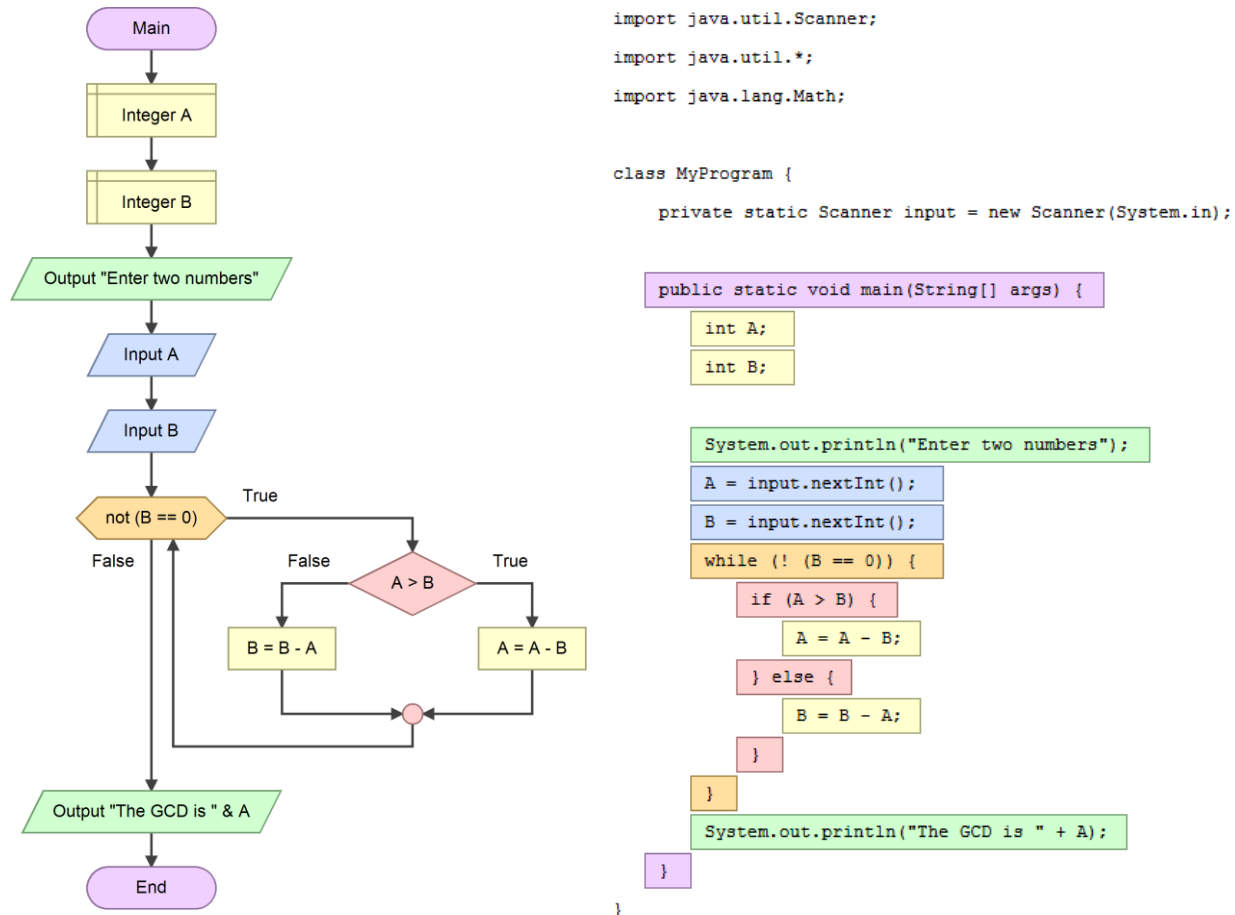 Main
Integer A
Integer B
Output "Enter two numbers"
Input A
Input B
not (B == 0)
True
False
A > B
False
True
B = B - A
A = A - B
Output "The GCD is " & A
End
import java.util.Scanner;
import java.util.*;
import java.lang.Math;
class MyProgram {
private static Scanner input = new Scanner(System.in);
public static void main(String[] args) {
int A;
int B;
System.out.println("Enter two numbers");
A = input.nextInt();
B = input.nextInt();
while (! (B == 0)) {
if (A > B) {
A = A - B;
} else {
B = B - A;
}
}
System.out.println("The GCD is " + A);
}
}